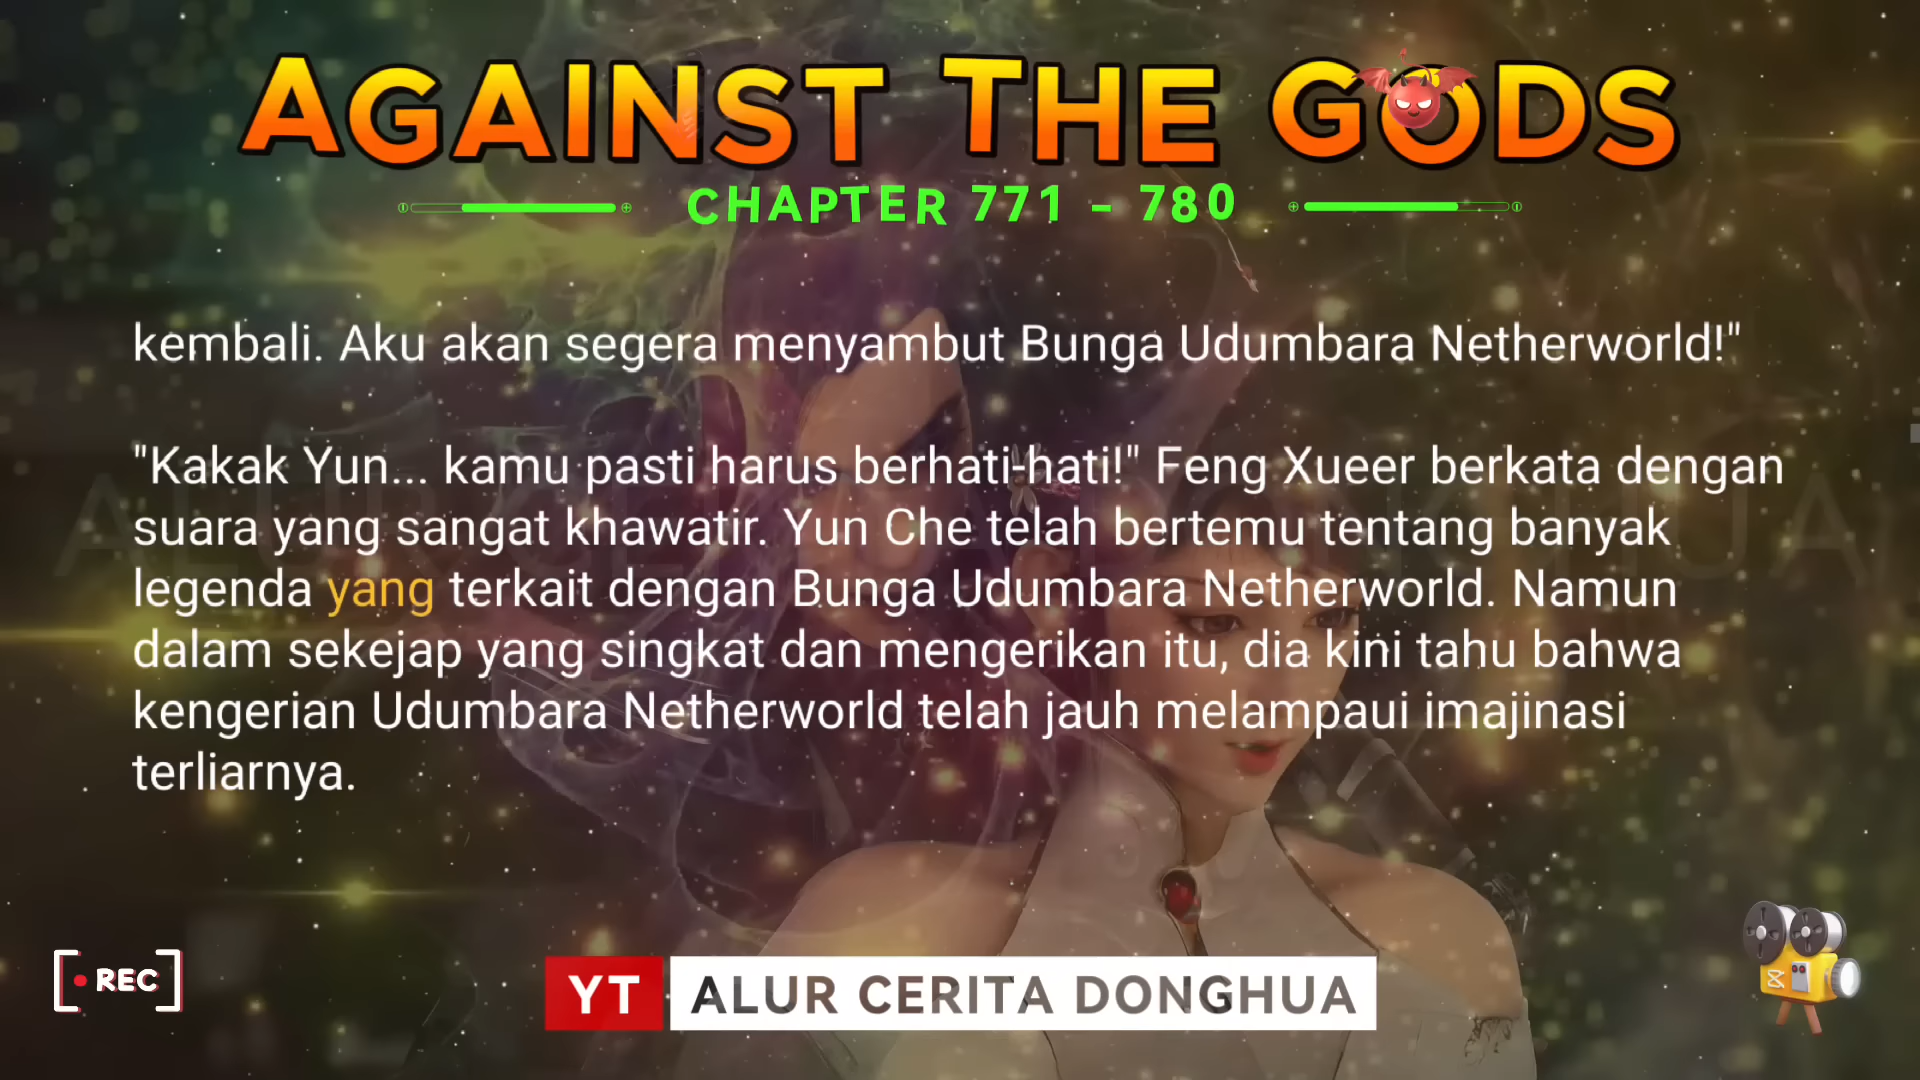 AGAINST THE GODS
CHAPTER 771 - 780
kembali. Aku akan segera menyambut Bunga Udumbara Netherworld!"
"Kakak Yun... kamu pasti harus berhati-hati!" Feng Xueer berkata dengan
suara yang sangat khawatir. Yun Che telah bertemu tentang banyak
legenda yang terkait dengan Bunga Udumbara Netherworld. Namun
dalam sekejap yang singkat dan mengerikan itu, dia kini tahu bahwa
kengerian Udumbara Netherworld telah jauh melampaui imajinasi
terliarnya.
REC
YT ALUR CERITA DONGHUA